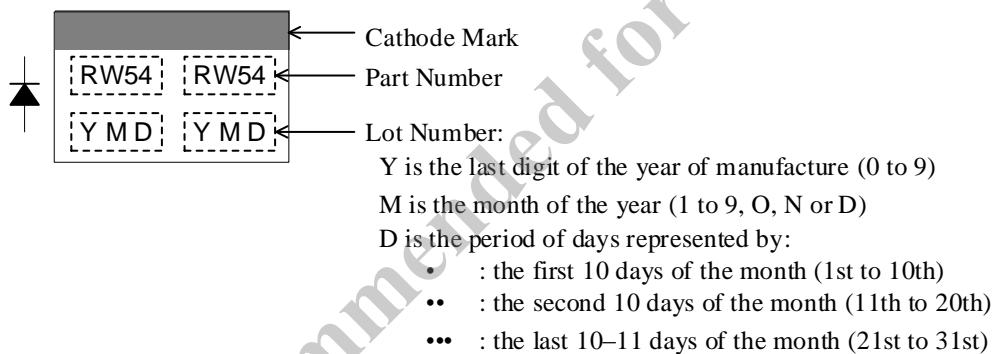 Cathode Mark
RW54 RW54 Part Number
Y M D Y M D Lot Number:
Y is the last digit of the year of manufacture (0 to 9)
M is the month of the year (1 to 9, O, N or D)
D is the period of days represented by:
• : the first 10 days of the month (1st to 10th)
•• : the second 10 days of the month (11th to 20th)
••• : the last 10–11 days of the month (21st to 31st)
mmended for